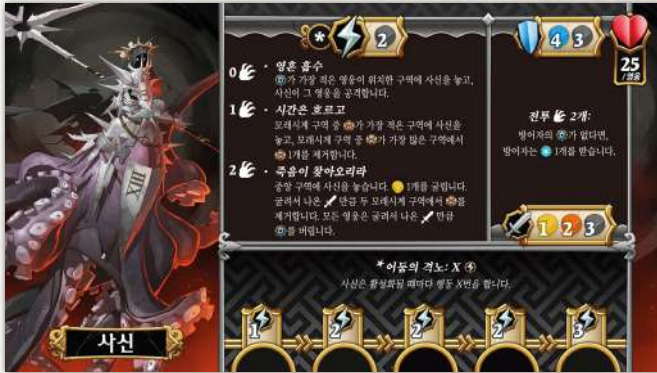 * 2
0 · 영혼 흡수
D가 가장 적은 영웅이 위치한 구역에 사신을 놓고,
사신이 그 영웅을 공격합니다.
1 · 시간은 흐르고
모래시계 구역 중 가 가장 적은 구역에 사신을
놓고, 모래시계 구역 중 가 가장 많은 구역에서
1개를 제거합니다.
2 · 죽음이 찾아오리라
중앙 구역에 사신을 놓습니다. 1개를 굴립니다.
굴려서 나온 만큼 두 모래시계 구역에서 를
제거합니다. 모든 영웅은 굴려서 나온 만큼
D를 버립니다.
4 3
25
/영웅
전투 2개:
방어자의 D가 없다면,
방어자는 1개를 받습니다.
1 2 3
XIII
*어둠의 격노: X
사신은 활성화될 때마다 행동 X번을 합니다.
1 2 2 2 3
사신